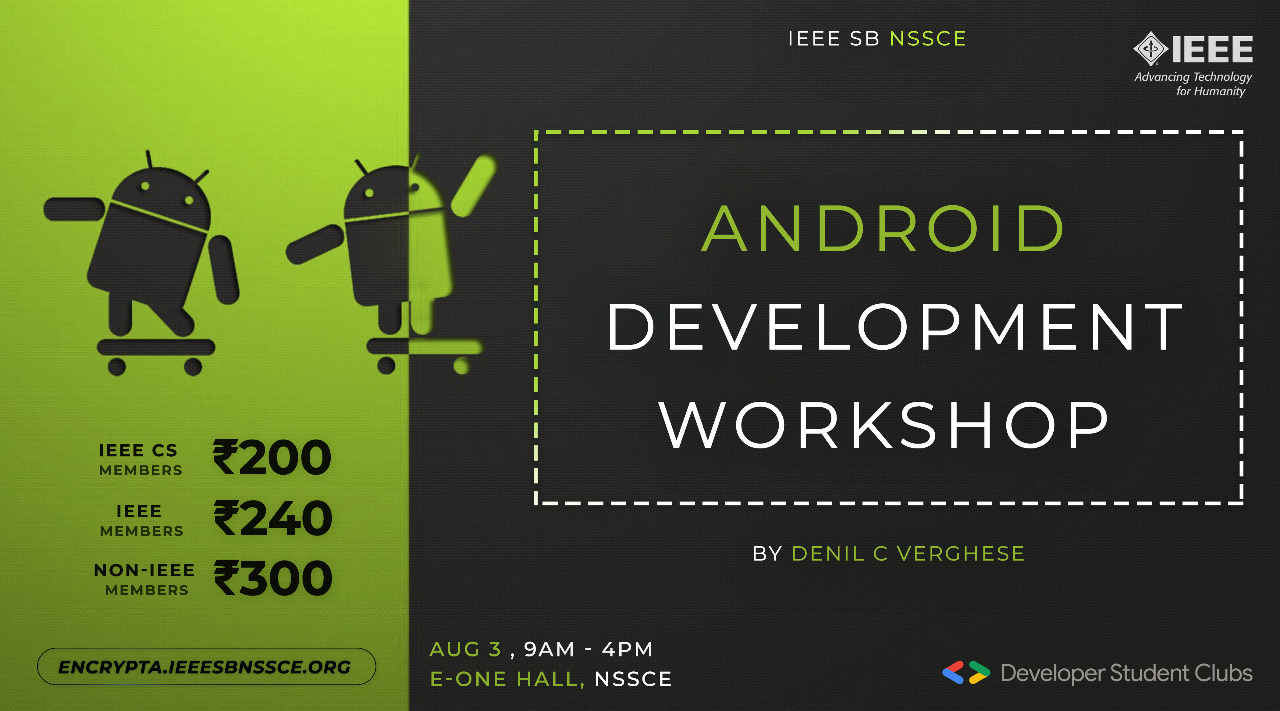 IEEE SB NSSCE
IEEE
Advancing Technology
for Humanity
ANDROID
DEVELOPMENT
WORKSHOP
BY DENIL C VERGHESE
IEEE CS
MEMBERS
₹200
IEEE
MEMBERS
₹240
NON-IEEE
MEMBERS
₹300
ENCRYPTA.IEEESBNSSCE.ORG
AUG 3 , 9AM - 4PM
E-ONE HALL, NSSCE
Developer Student Clubs